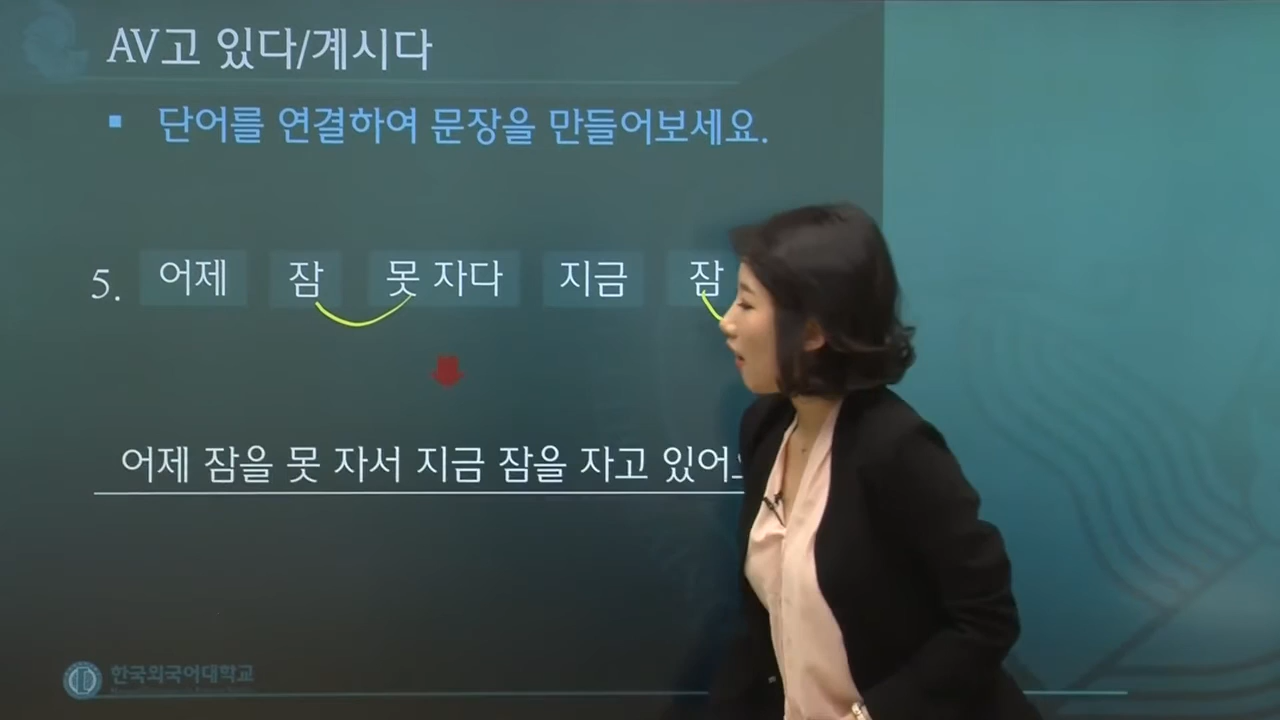 AV고 있다/계시다
▪ 단어를 연결하여 문장을 만들어보세요.
5. 어제 잠 못 자다 지금 잠
어제 잠을 못 자서 지금 잠을 자고 있어
한국외국어대학교